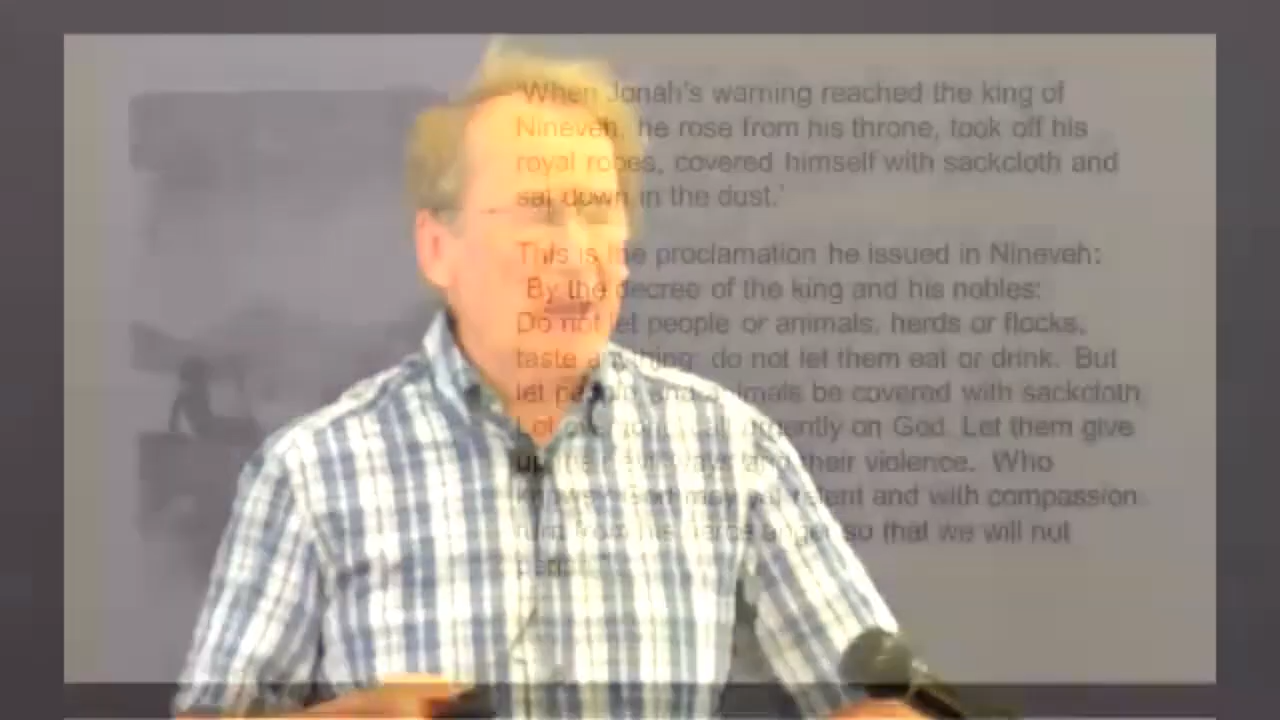 'When Jonah's warning reached the king of
Nineveh, he rose from his throne, took off his
royal robes, covered himself with sackcloth and
sat down in the dust.'
This is the proclamation he issued in Nineveh:
By the decree of the king and his nobles:
Do not let people or animals, herds or flocks,
taste anything: do not let them eat or drink. But
let people and animals be covered with sackcloth
Let everyone call urgently on God. Let them give
up their evil ways and their violence. Who
knows? God may yet relent and with compassion
turn from his fierce anger so that we will not
perish.